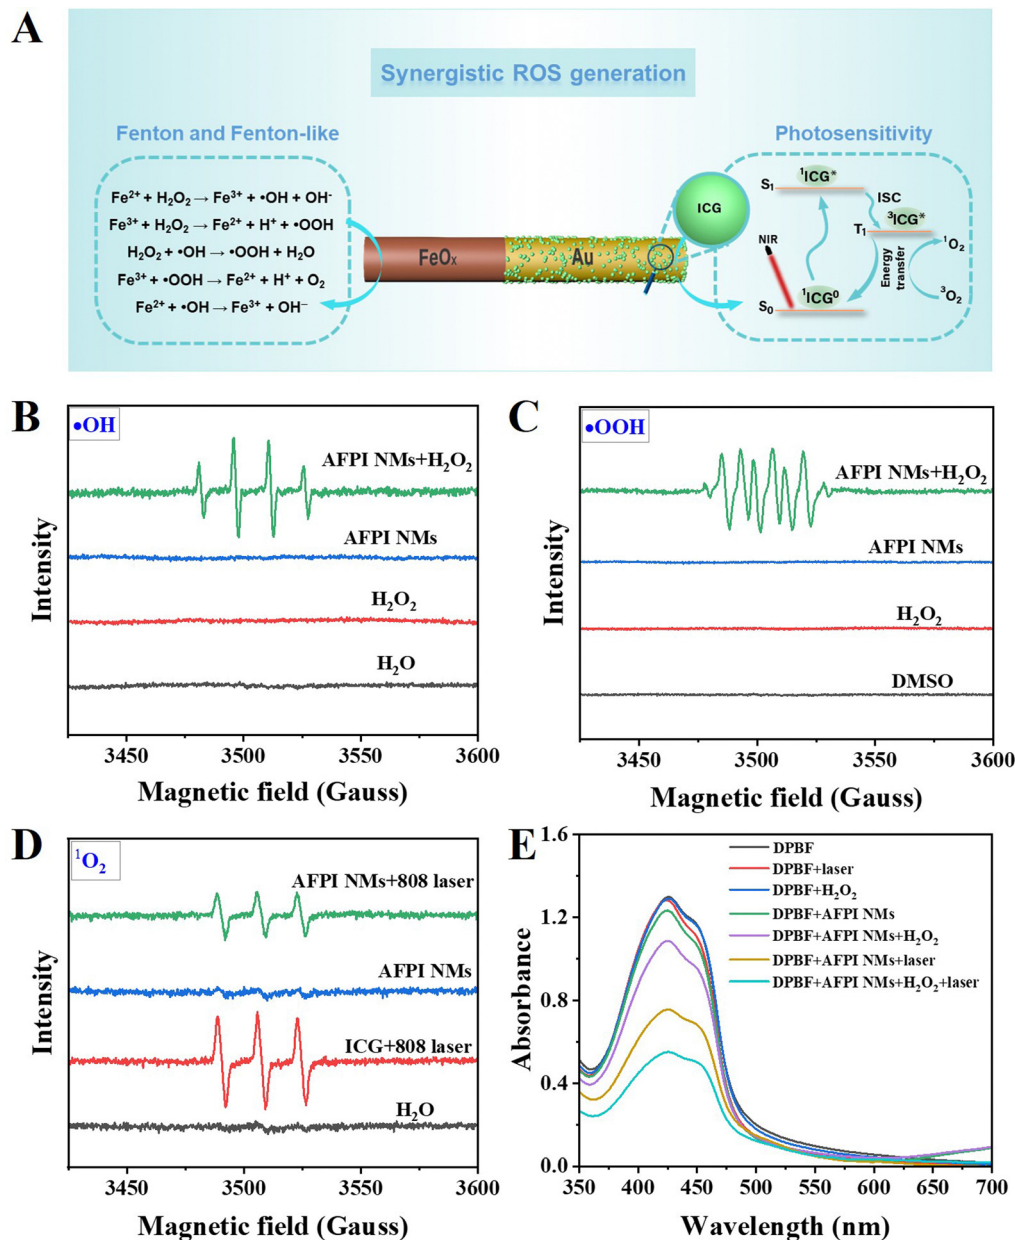 A
Synergistic ROS generation
Fenton and Fenton-like
Fe²⁺ + H₂O₂ → Fe³⁺ + •OH + OH⁻
Fe³⁺ + H₂O₂ → Fe²⁺ + H⁺ + •OOH
H₂O₂ + •OH → •OOH + H₂O
Fe³⁺ + •OOH → Fe²⁺ + H⁺ + O₂
Fe²⁺ + •OH → Fe³⁺ + OH⁻
FeOₓ
Au
ICG
Photosensitivity
S₁
¹ICG*
ISC
³ICG*
T₁
NIR
Energy
transfer
¹O₂
¹ICG⁰
³O₂
S₀
B
•OH
AFPI NMs+H₂O₂
AFPI NMs
H₂O₂
H₂O
Intensity
3450 3500 3550 3600
Magnetic field (Gauss)
C
•OOH
AFPI NMs+H₂O₂
AFPI NMs
H₂O₂
DMSO
Intensity
3450 3500 3550 3600
Magnetic field (Gauss)
D
¹O₂
AFPI NMs+808 laser
AFPI NMs
ICG+808 laser
H₂O
Intensity
3450 3500 3550 3600
Magnetic field (Gauss)
E
DPBF
DPBF+laser
DPBF+H₂O₂
DPBF+AFPI NMs
DPBF+AFPI NMs+H₂O₂
DPBF+AFPI NMs+laser
DPBF+AFPI NMs+H₂O₂+laser
Absorbance
1.6
1.2
0.8
0.4
0.0
350 400 450 500 550 600 650 700
Wavelength (nm)